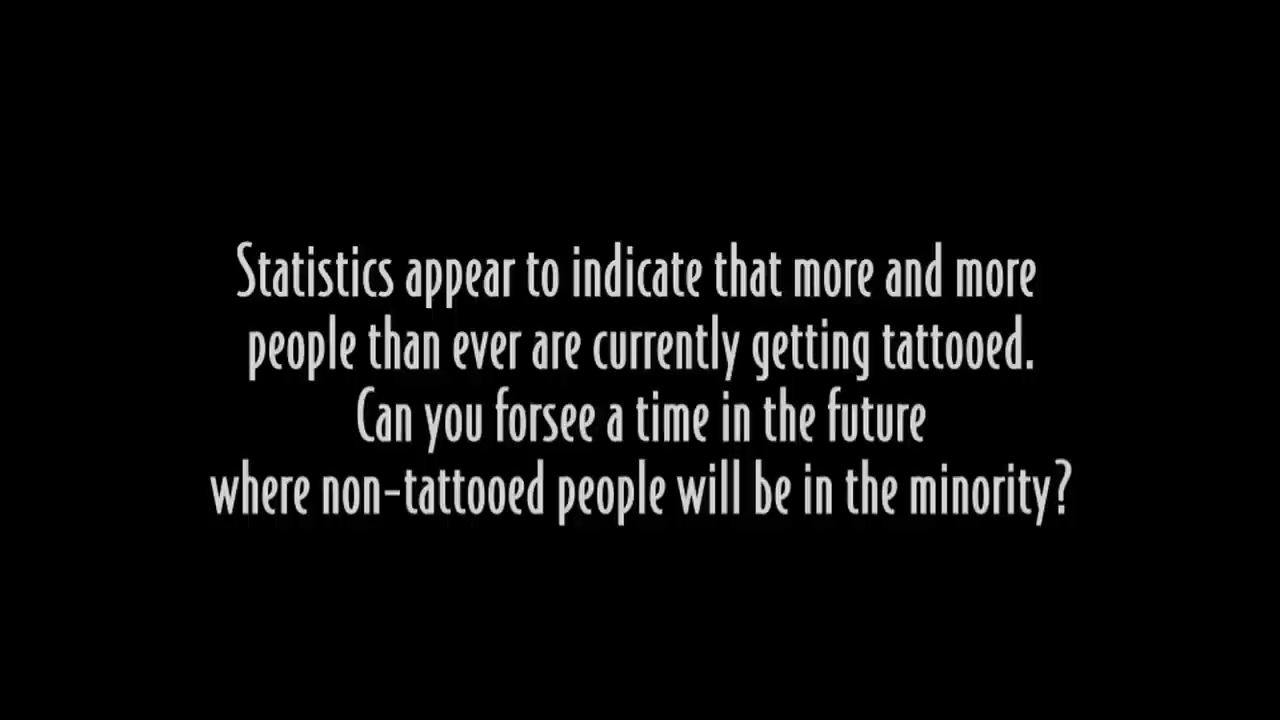 Statistics appear to indicate that more and more
people than ever are currently getting tattooed.
Can you forsee a time in the future
where non-tattooed people will be in the minority?